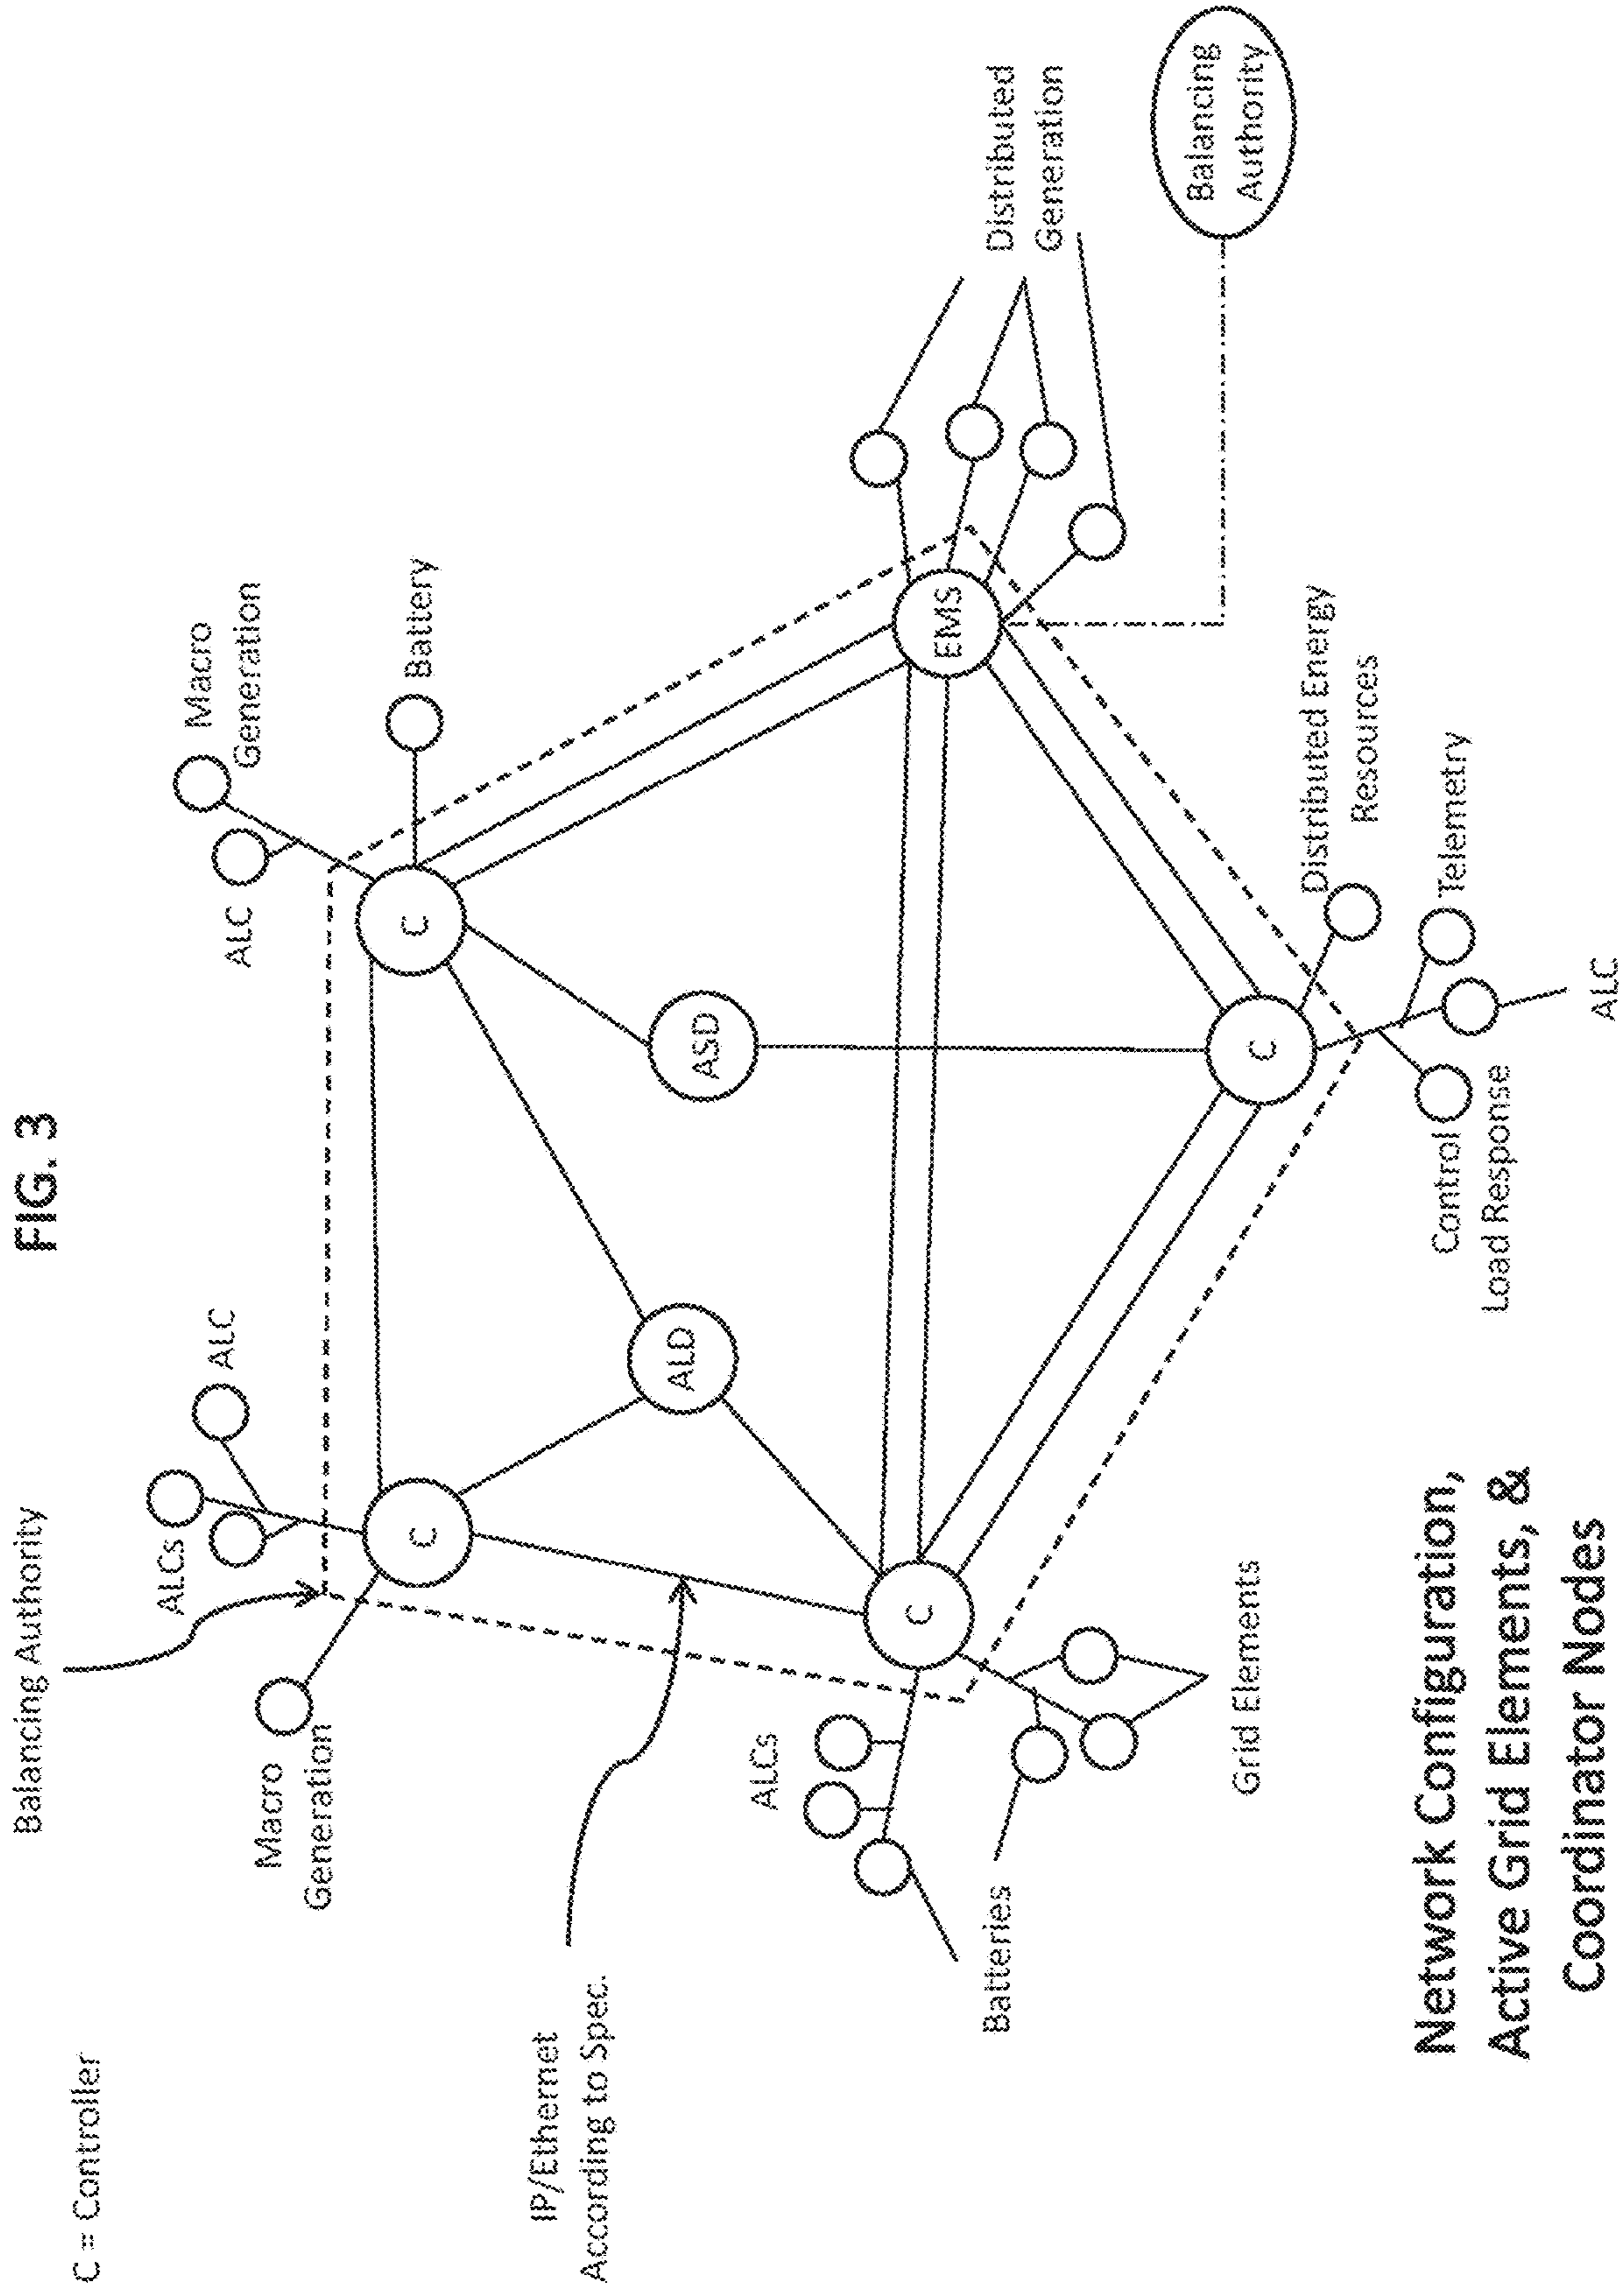 FIG. 3
C = Controller
Balancing Authority
ALCs
ALC
ALC
Macro
Generation
Macro
Generation
Battery
C
C
IP/Ethernet
According to Spec.
ALD
ASD
ALCs
C
EMS
Distributed
Generation
Batteries
Balancing
Authority
Grid Elements
C
Distributed Energy
Resources
Control
Load Response
Telemetry
ALC
Network Configuration,
Active Grid Elements, &
Coordinator Nodes